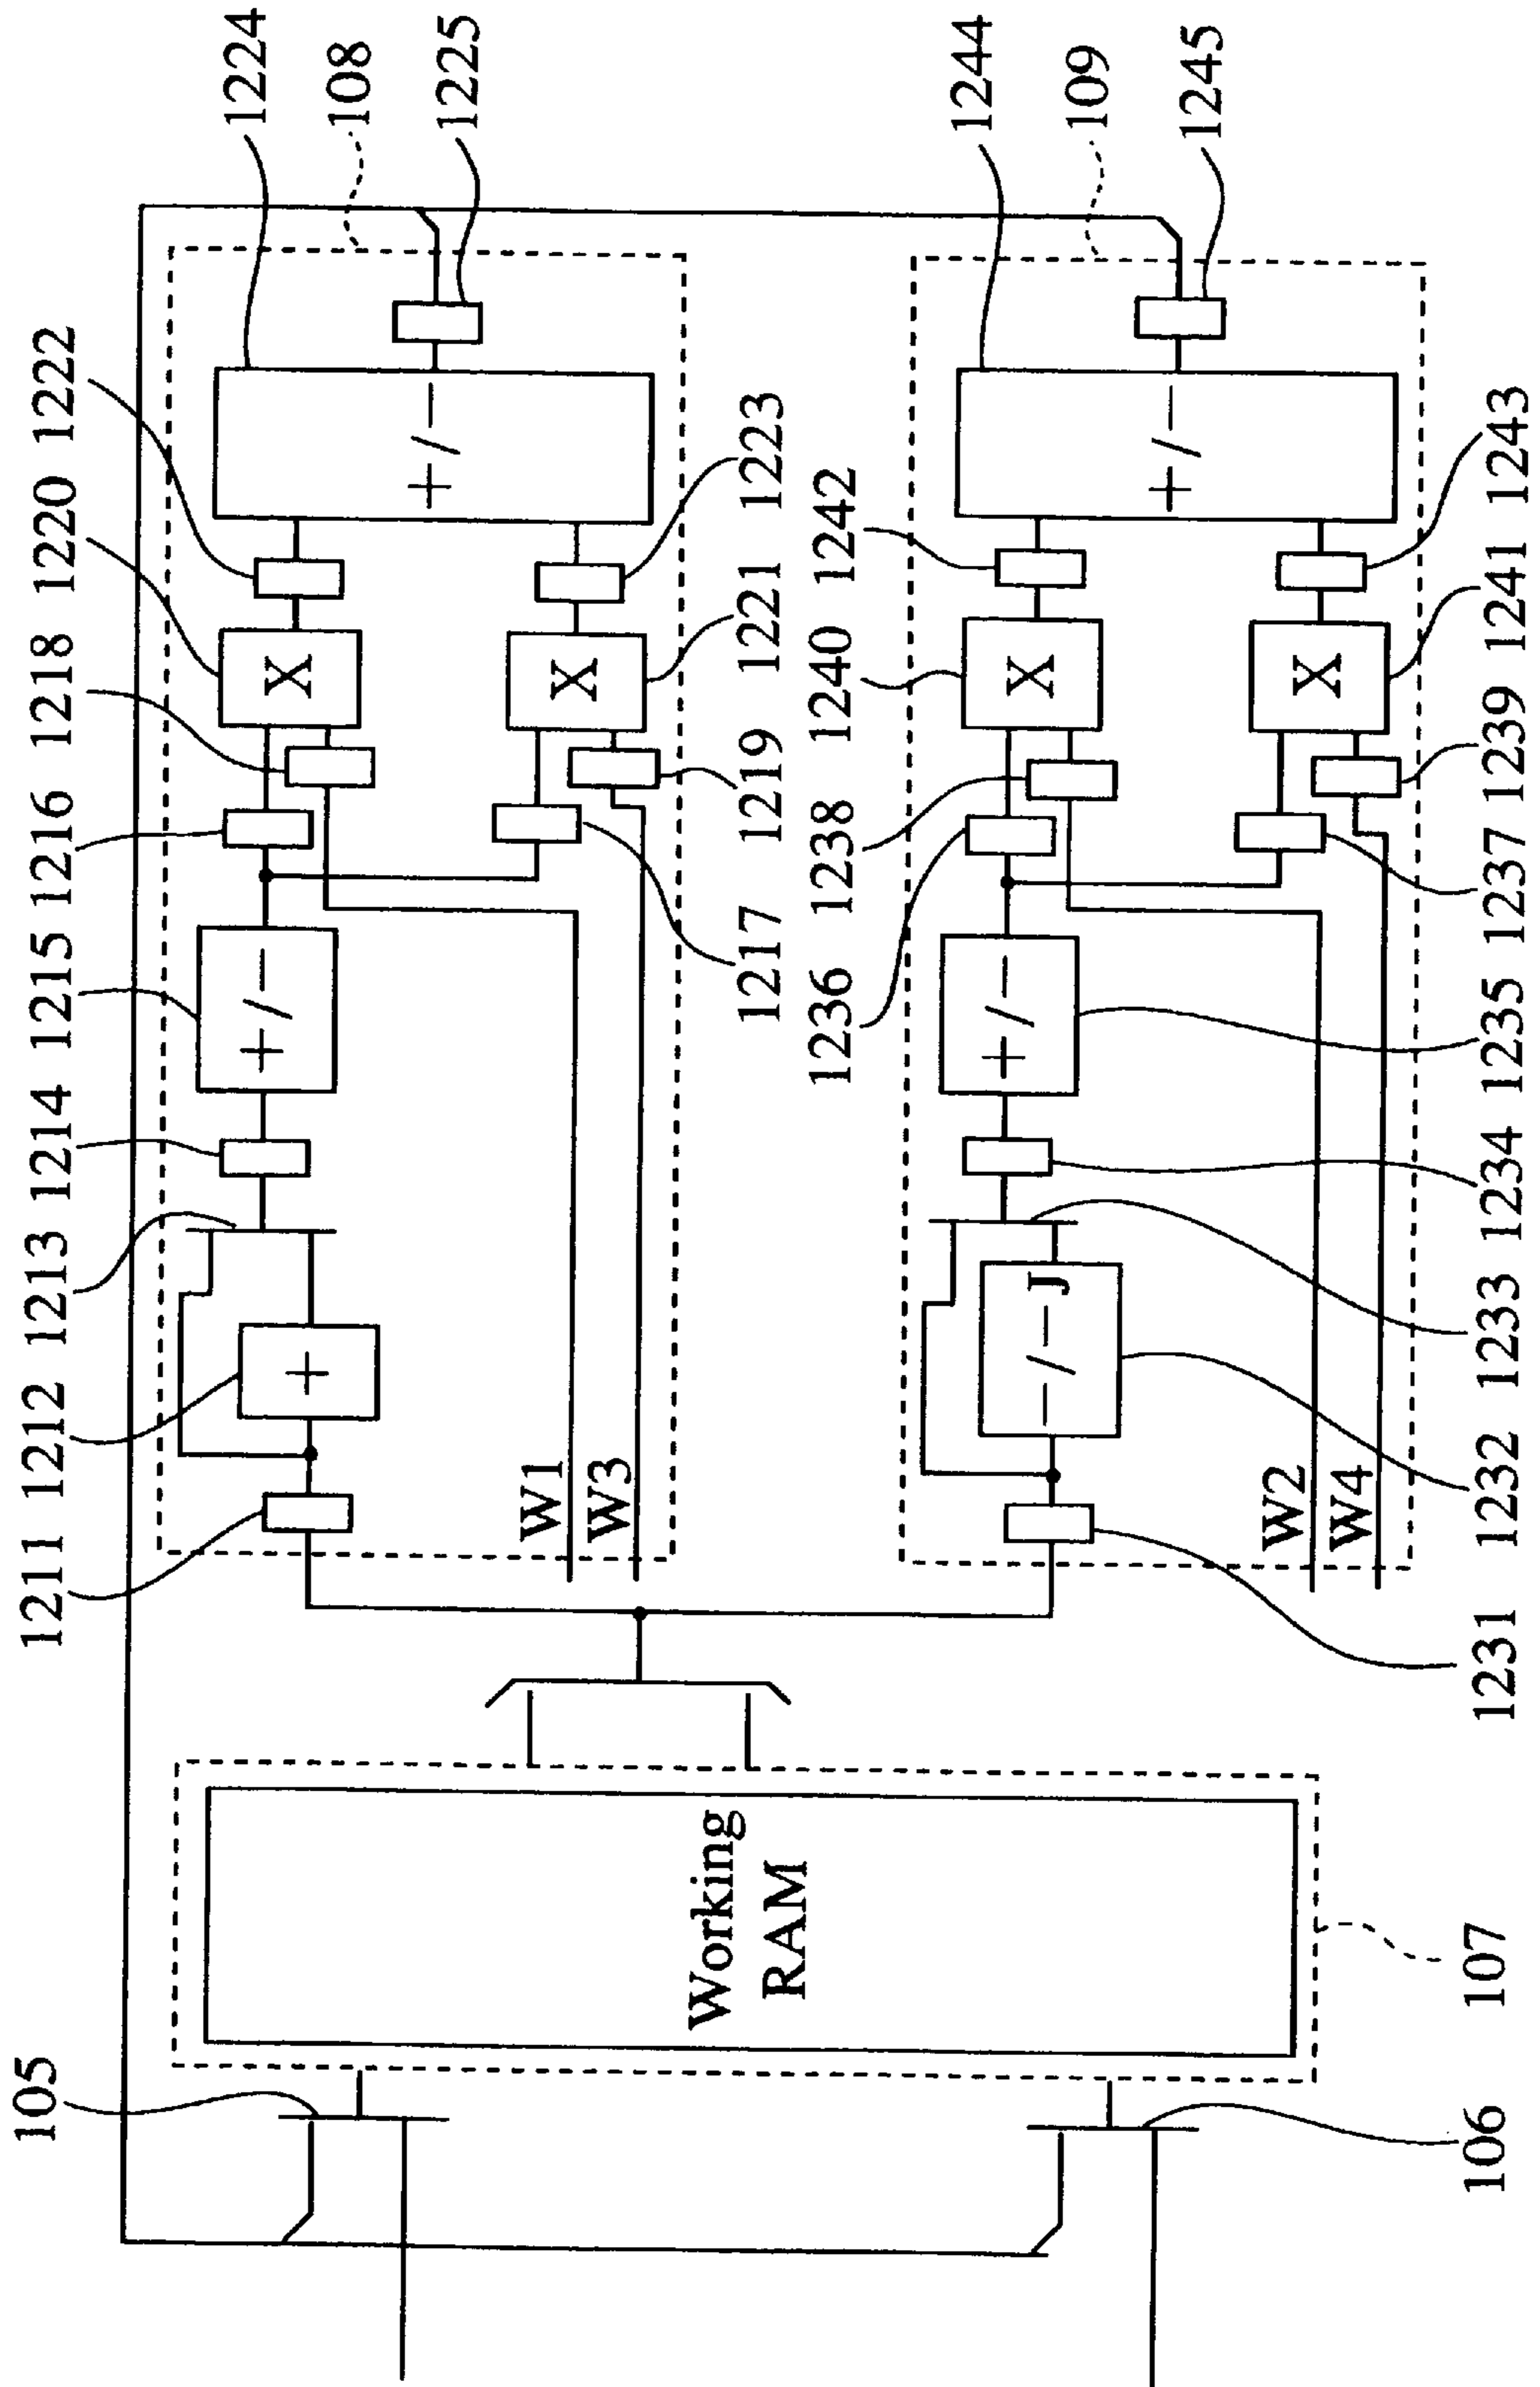 1211 1212 1213 1214 1215 1216 1218 1220 1222
1224
108
1225
+
+/−
X
+/−
X
W1
W3
1217 1219 1221 1223
105
Working
RAM
1236 1238 1240 1242
1244
109
1245
−/−J
+/−
X
+/−
X
W2
W4
106
107
1231 1232 1233 1234 1235 1237 1239 1241 1243